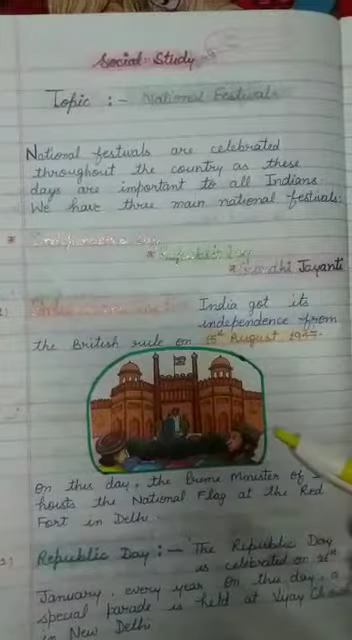 Social Study
Topic :- National Festivals
National festivals are celebrated
throughout the country as these
days are important to all Indians.
We have three main national festivals:
* Independence Day
* Republic Day
* Gandhi Jayanti
India got its
independence from
the British rule on 15th August 1947.
On this day, the Prime Minister of
hoists the National Flag at the Red
Fort in Delhi.
Republic Day :- The Republic Day
is celebrated on 26th
January, every year. On this day, a
special parade is held at Vijay
in New Delhi